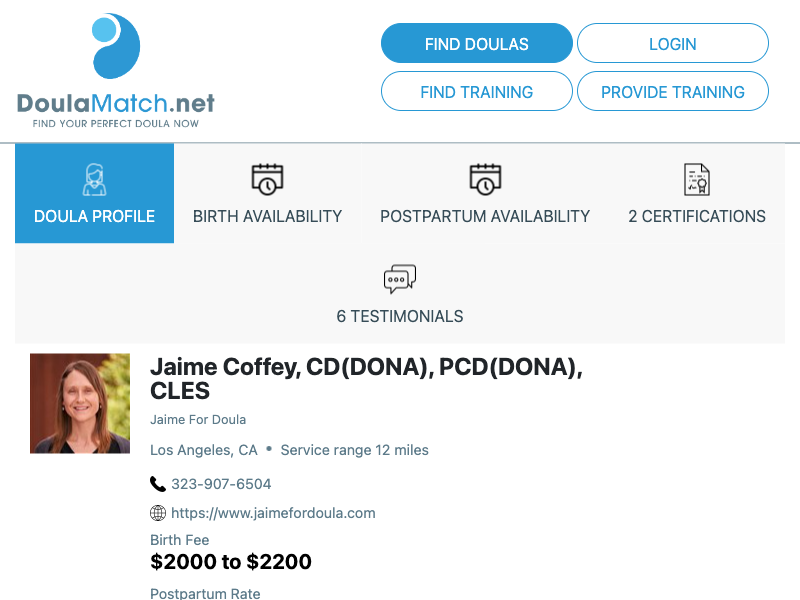 DoulaMatch.net
FIND YOUR PERFECT DOULA NOW
FIND DOULAS
LOGIN
FIND TRAINING
PROVIDE TRAINING
DOULA PROFILE
BIRTH AVAILABILITY
POSTPARTUM AVAILABILITY
2 CERTIFICATIONS
6 TESTIMONIALS
Jaime Coffey, CD(DONA), PCD(DONA),
CLES
Jaime For Doula
Los Angeles, CA • Service range 12 miles
323-907-6504
https://www.jaimefordoula.com
Birth Fee
$2000 to $2200
Postpartum Rate